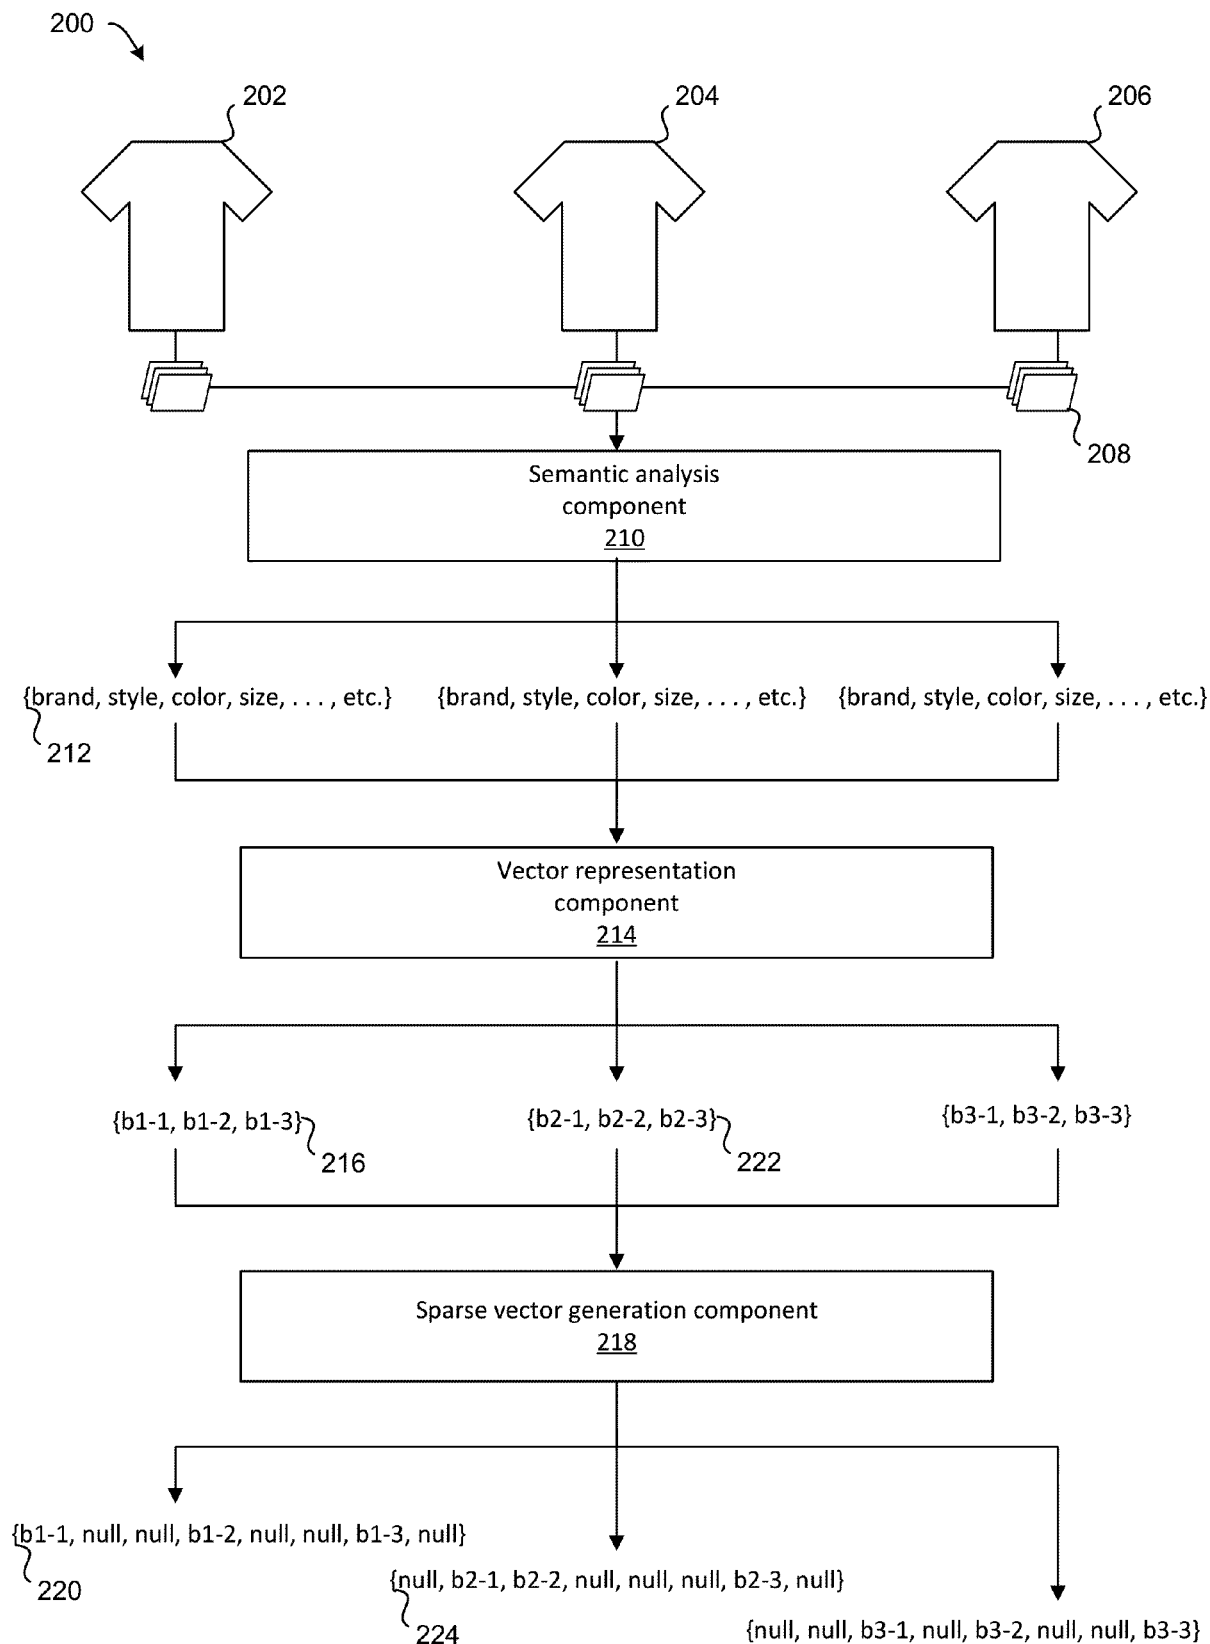 200
202
204
206
208
Semantic analysis
component
210
{brand, style, color, size, . . . , etc.}
{brand, style, color, size, . . . , etc.}
{brand, style, color, size, . . . , etc.}
212
Vector representation
component
214
{b1-1, b1-2, b1-3}
{b2-1, b2-2, b2-3}
{b3-1, b3-2, b3-3}
216
222
Sparse vector generation component
218
{b1-1, null, null, b1-2, null, null, b1-3, null}
220
{null, b2-1, b2-2, null, null, null, b2-3, null}
224
{null, null, b3-1, null, b3-2, null, null, b3-3}